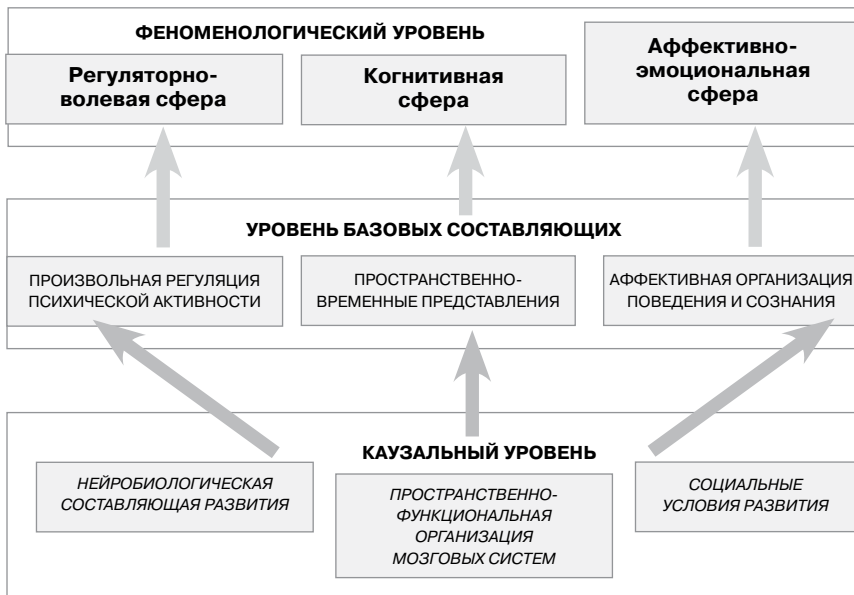 ФЕНОМЕНОЛОГИЧЕСКИЙ УРОВЕНЬ
Регуляторно-
волевая сфера
Когнитивная
сфера
Аффективно-
эмоциональная
сфера
УРОВЕНЬ БАЗОВЫХ СОСТАВЛЯЮЩИХ
ПРОИЗВОЛЬНАЯ РЕГУЛЯЦИЯ
ПСИХИЧЕСКОЙ АКТИВНОСТИ
ПРОСТРАНСТВЕННО-
ВРЕМЕННЫЕ ПРЕДСТАВЛЕНИЯ
АФФЕКТИВНАЯ ОРГАНИЗАЦИЯ
ПОВЕДЕНИЯ И СОЗНАНИЯ
КАУЗАЛЬНЫЙ УРОВЕНЬ
НЕЙРОБИОЛОГИЧЕСКАЯ
СОСТАВЛЯЮЩАЯ РАЗВИТИЯ
ПРОСТРАНСТВЕННО-
ФУНКЦИОНАЛЬНАЯ
ОРГАНИЗАЦИЯ
МОЗГОВЫХ СИСТЕМ
СОЦИАЛЬНЫЕ
УСЛОВИЯ РАЗВИТИЯ